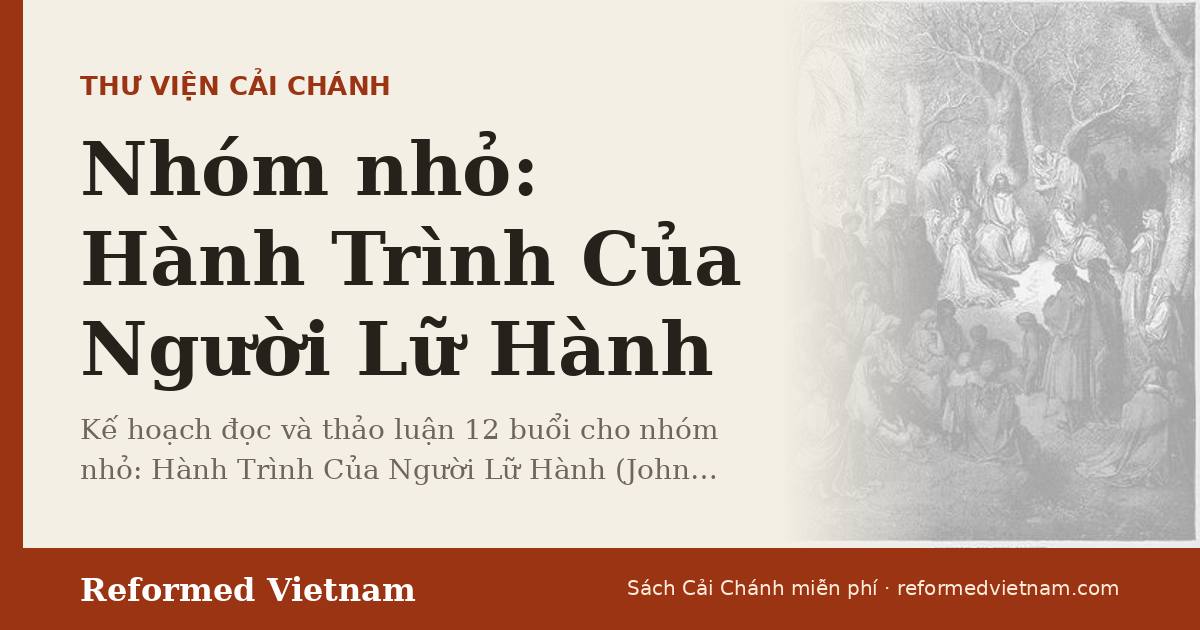 THƯ VIỆN CẢI CHÁNH
Nhóm nhỏ:
Hành Trình Của
Người Lữ Hành
Kế hoạch đọc và thảo luận 12 buổi cho nhóm
nhỏ: Hành Trình Của Người Lữ Hành (John…
Reformed Vietnam
Sách Cải Chánh miễn phí · reformedvietnam.com